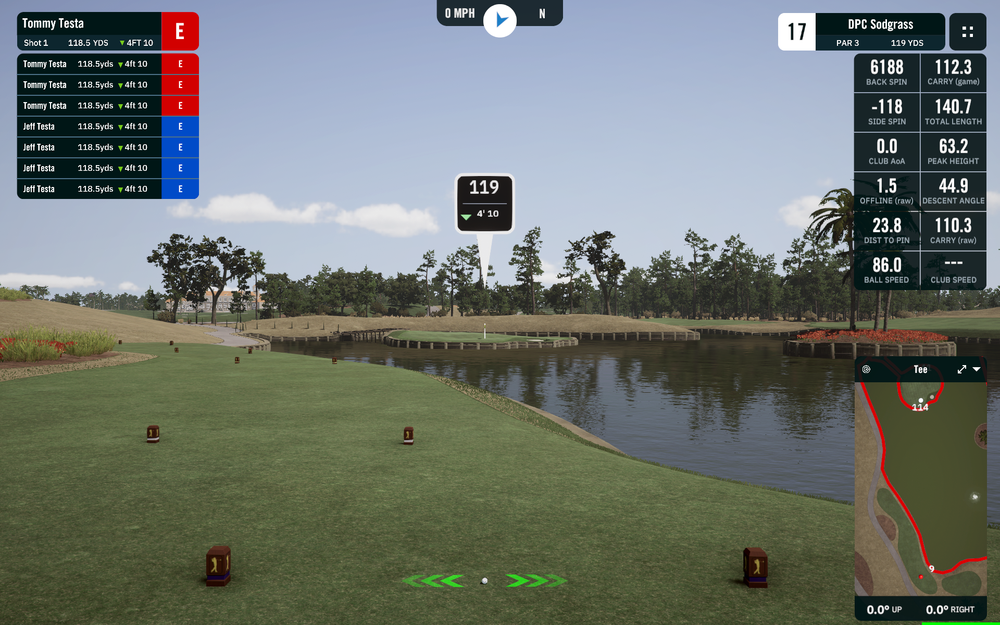 Tommy Testa
E
Shot 1 118.5 YDS ▼4FT 10
Tommy Testa 118.5yds ▼4ft 10 E
Tommy Testa 118.5yds ▼4ft 10 E
Tommy Testa 118.5yds ▼4ft 10 E
Jeff Testa 118.5yds ▼4ft 10 E
Jeff Testa 118.5yds ▼4ft 10 E
Jeff Testa 118.5yds ▼4ft 10 E
Jeff Testa 118.5yds ▼4ft 10 E
0 MPH N
119
4' 10
17
DPC Sodgrass
PAR 3 119 YDS
6188 112.3
BACK SPIN CARRY (game)
-118 140.7
SIDE SPIN TOTAL LENGTH
0.0 63.2
CLUB AoA PEAK HEIGHT
1.5 44.9
OFFLINE (raw) DESCENT ANGLE
23.8 110.3
DIST TO PIN CARRY (raw)
86.0 ---
BALL SPEED CLUB SPEED
Tee
114
9
0.0° UP 0.0° RIGHT